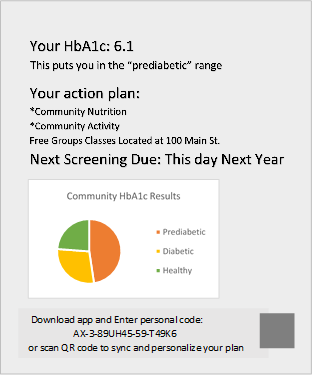 Your HbA1c: 6.1
This puts you in the “prediabetic” range
Your action plan:
*Community Nutrition
*Community Activity
Free Groups Classes Located at 100 Main St.
Next Screening Due: This day Next Year
Community HbA1c Results
Prediabetic
Diabetic
Healthy
Download app and Enter personal code:
AX-3-89UH45-59-T49K6
or scan QR code to sync and personalize your plan